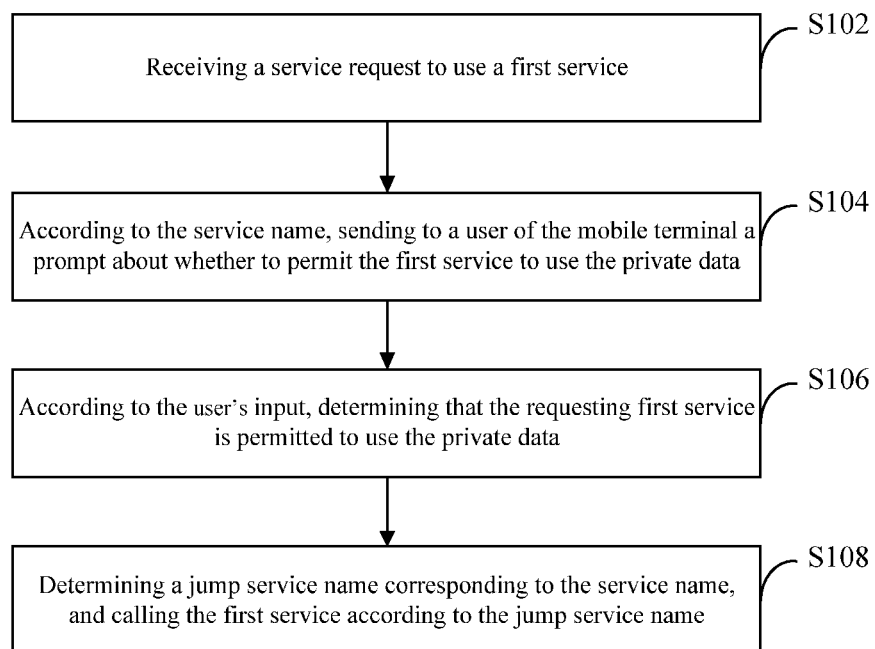 S102
Receiving a service request to use a first service
S104
According to the service name, sending to a user of the mobile terminal a
prompt about whether to permit the first service to use the private data
S106
According to the user's input, determining that the requesting first service
is permitted to use the private data
S108
Determining a jump service name corresponding to the service name,
and calling the first service according to the jump service name